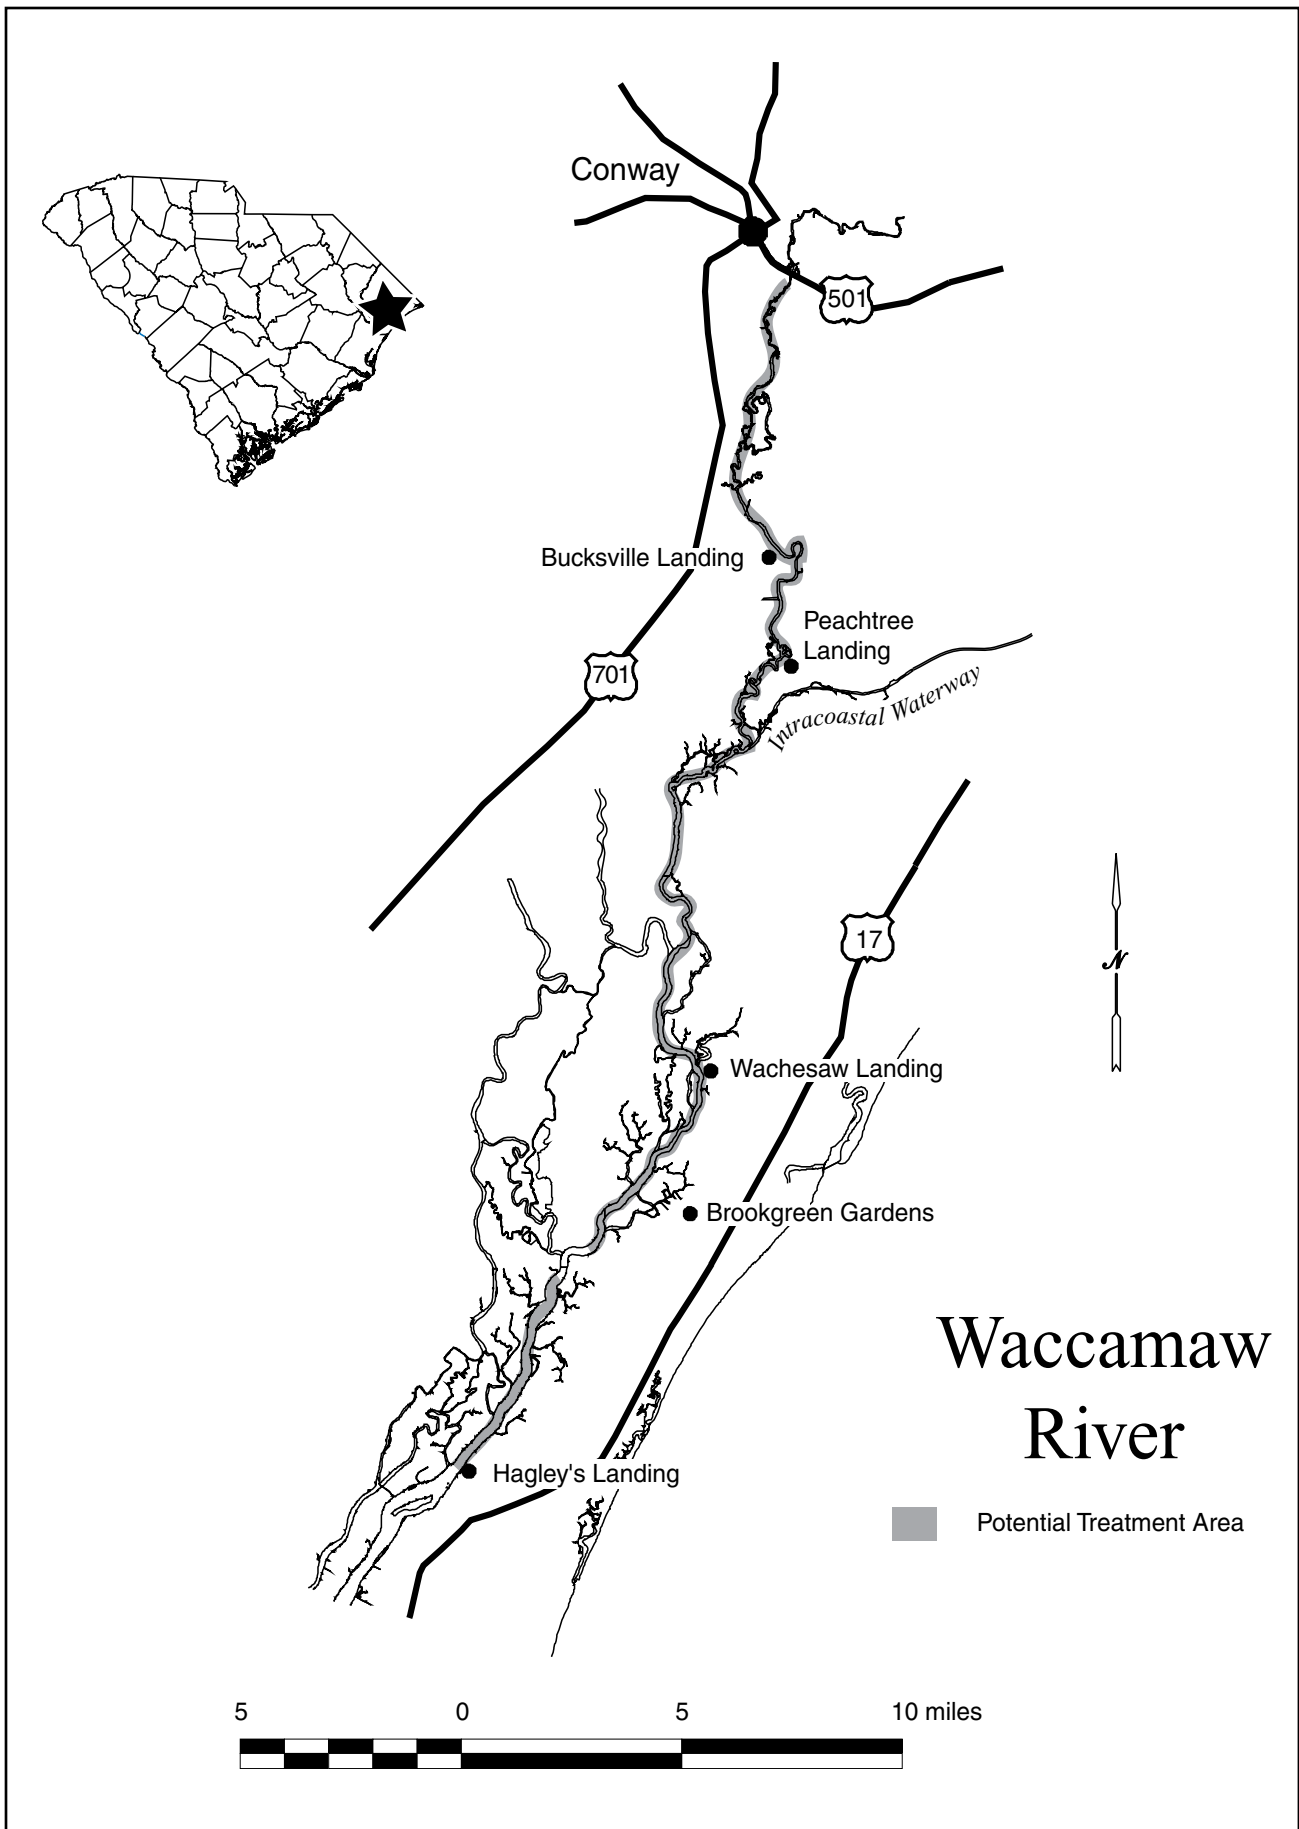 Conway
501
Bucksville Landing
Peachtree
Landing
701
Intracoastal Waterway
17
N
Wachesaw Landing
Brookgreen Gardens
Waccamaw
River
Hagley's Landing
Potential Treatment Area
5 0 5 10 miles